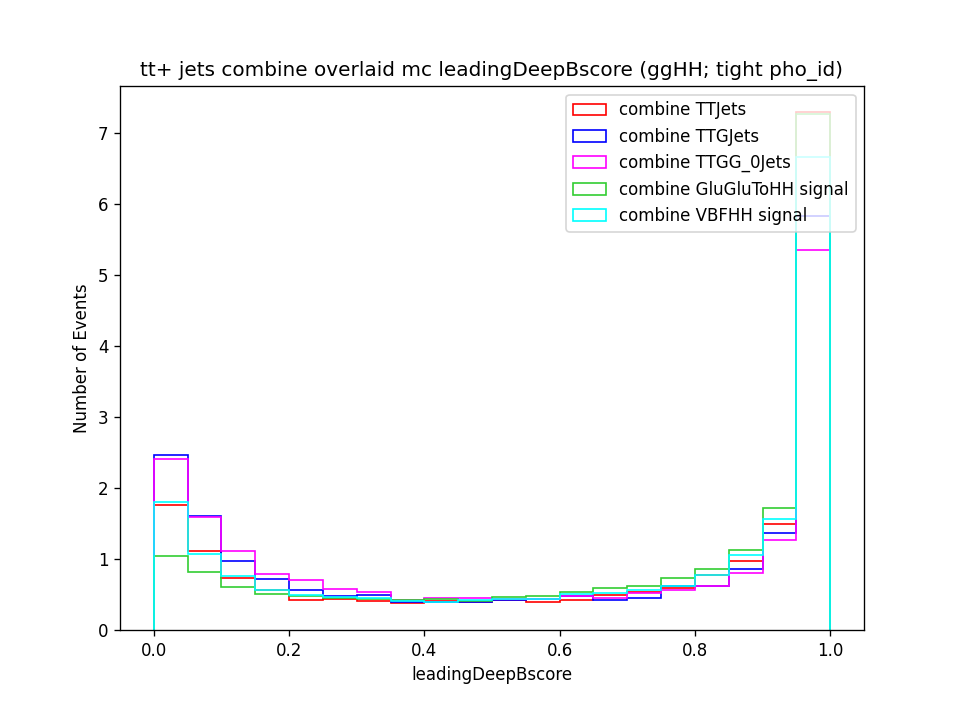 tt+ jets combine overlaid mc leadingDeepBscore (ggHH; tight pho_id)
combine TTJets
combine TTGJets
combine TTGG_0Jets
combine GluGluToHH signal
combine VBFHH signal
7
6
5
4
3
2
1
0
Number of Events
0.0 0.2 0.4 0.6 0.8 1.0
leadingDeepBscore